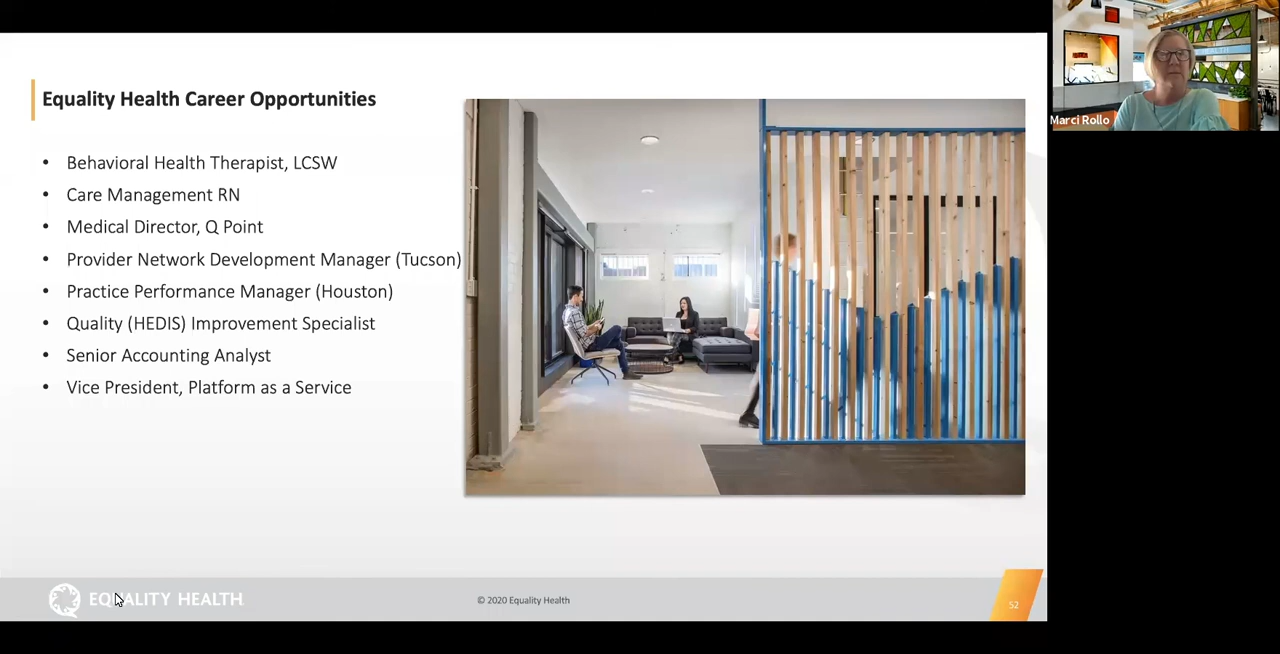 Equality Health Career Opportunities
• Behavioral Health Therapist, LCSW
• Care Management RN
• Medical Director, Q Point
• Provider Network Development Manager (Tucson)
• Practice Performance Manager (Houston)
• Quality (HEDIS) Improvement Specialist
• Senior Accounting Analyst
• Vice President, Platform as a Service
EQUALITY HEALTH
© 2020 Equality Health
52
Marci Rollo